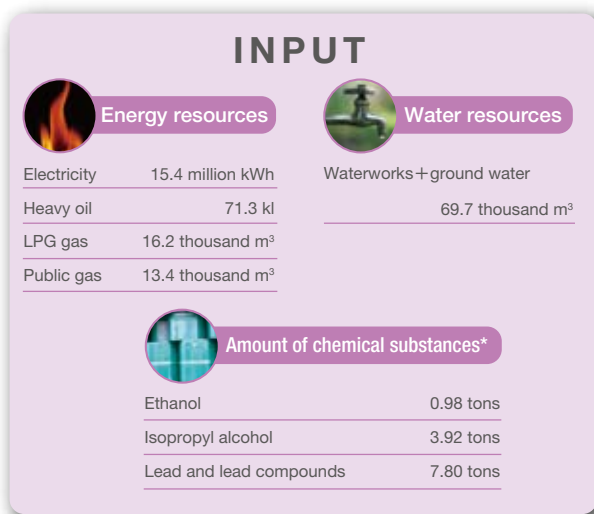 INPUT
Energy resources
Electricity 15.4 million kWh
Heavy oil 71.3 kl
LPG gas 16.2 thousand m³
Public gas 13.4 thousand m³
Water resources
Waterworks+ground water
69.7 thousand m³
Amount of chemical substances*
Ethanol 0.98 tons
Isopropyl alcohol 3.92 tons
Lead and lead compounds 7.80 tons